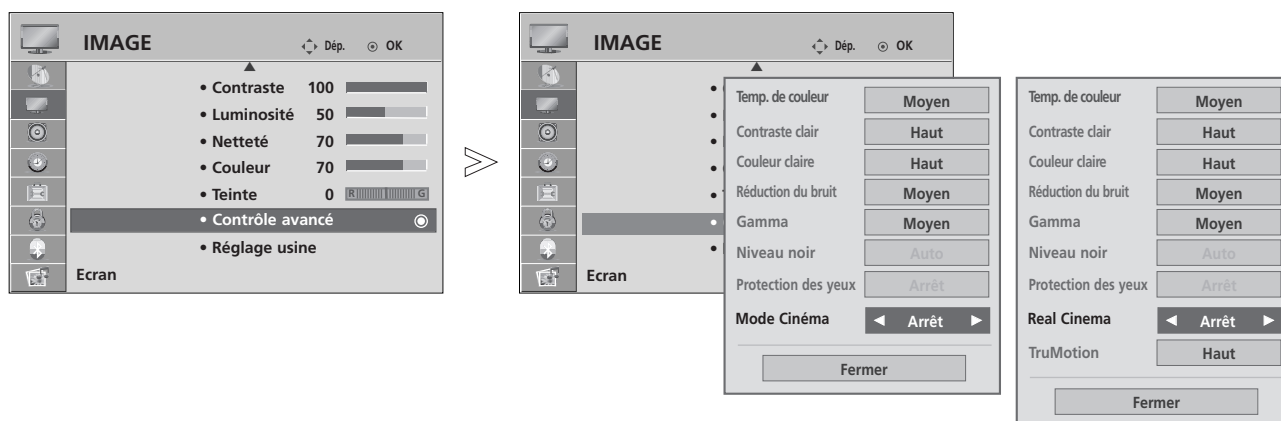 IMAGE Dép. OK
• Contraste 100
• Luminosité 50
• Netteté 70
• Couleur 70
• Teinte 0 R G
• Contrôle avancé
• Réglage usine
Ecran
IMAGE Dép. OK
Ecran
Temp. de couleur Moyen
Contraste clair Haut
Couleur claire Haut
Réduction du bruit Moyen
Gamma Moyen
Niveau noir Auto
Protection des yeux Arrêt
Mode Cinéma ◄ Arrêt ►
Fermer
Temp. de couleur Moyen
Contraste clair Haut
Couleur claire Haut
Réduction du bruit Moyen
Gamma Moyen
Niveau noir Auto
Protection des yeux Arrét
Real Cinema ◄ Arrêt ►
TruMotion Haut
Fermer